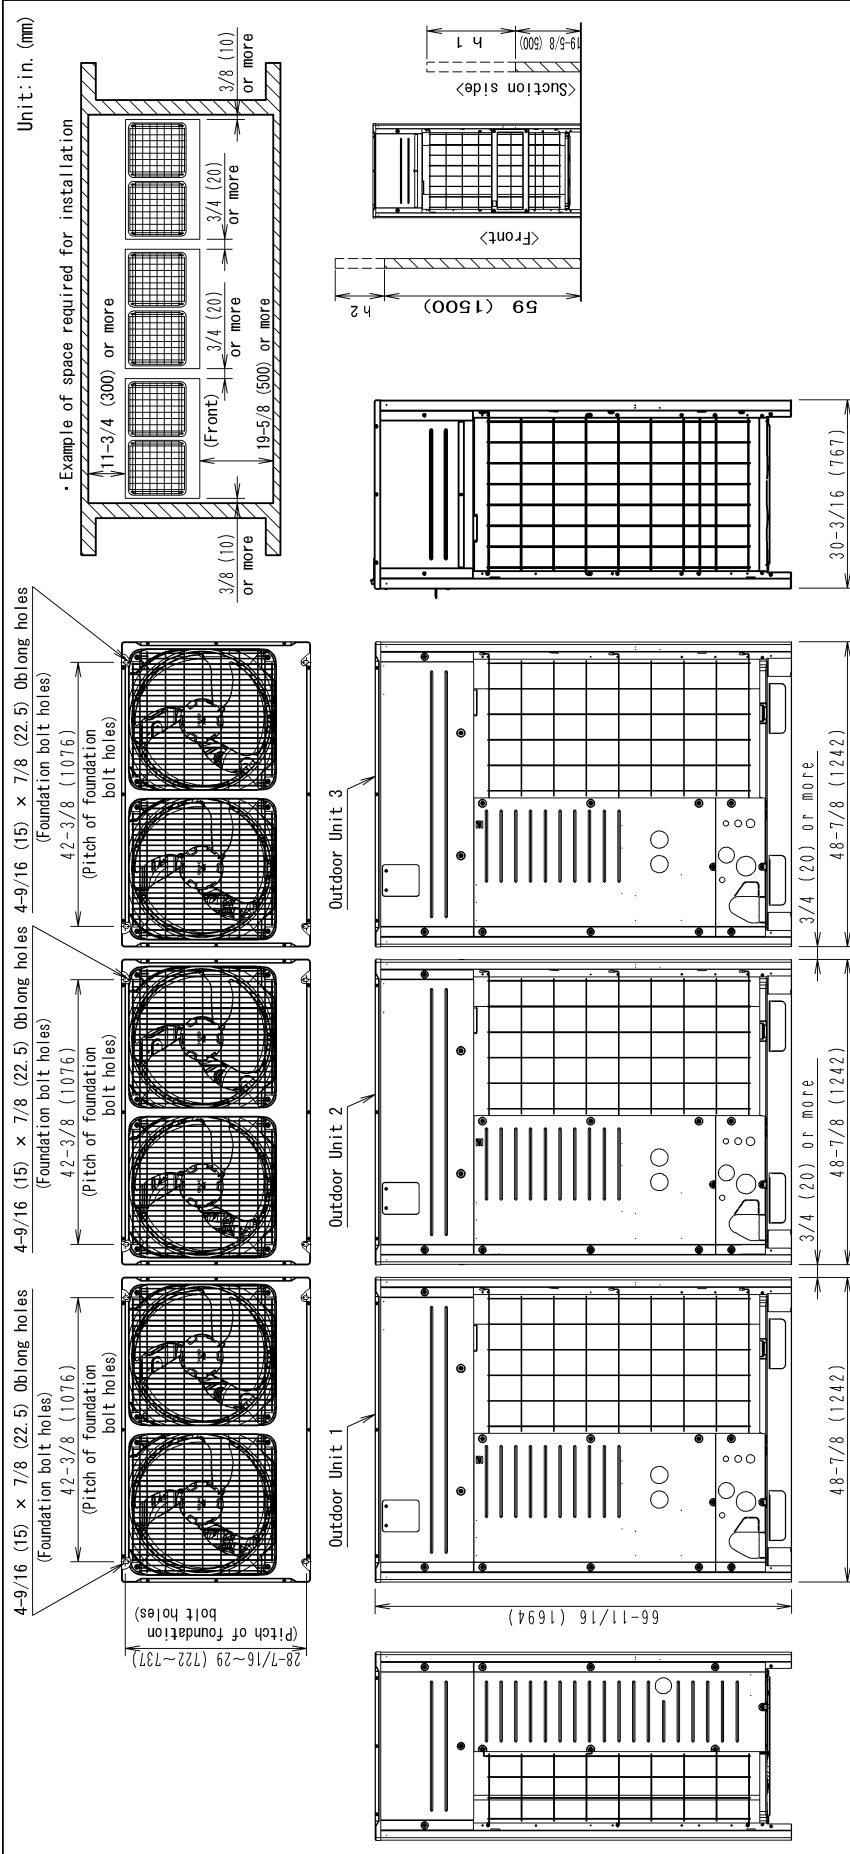 Unit:in. (mm)
・Example of space required for installation
3/8 (10)
or more
11-3/4 (300) or more
3/4 (20)
or more
3/4 (20)
or more
(Front)
19-5/8 (500) or more
3/8 (10)
or more
h 1
19-5/8 (500)
<Suction side>
<Front>
h 2
59 (1500)
4-9/16 (15) × 7/8 (22.5) Oblong holes
(Foundation bolt holes)
42-3/8 (1076)
(Pitch of foundation
bolt holes)
4-9/16 (15) × 7/8 (22.5) Oblong holes
(Foundation bolt holes)
42-3/8 (1076)
(Pitch of foundation
bolt holes)
4-9/16 (15) × 7/8 (22.5) Oblong holes
(Foundation bolt holes)
42-3/8 (1076)
(Pitch of foundation
bolt holes)
28-7/16~29 (722~737)
(Pitch of foundation
bolt holes)
Outdoor Unit 1
Outdoor Unit 2
Outdoor Unit 3
66-11/16 (1694)
48-7/8 (1242)
3/4 (20) or more
48-7/8 (1242)
3/4 (20) or more
48-7/8 (1242)
30-3/16 (767)